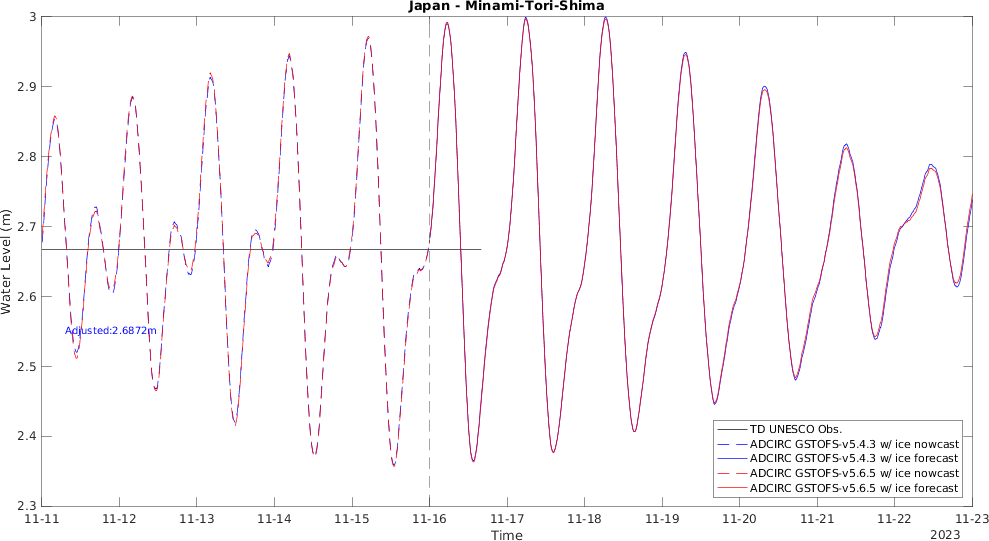 Japan - Minami-Tori-Shima
3
2.9
2.8
2.7
2.6
2.5
2.4
2.3
Water Level (m)
Adjusted:2.6872m
TD UNESCO Obs.
ADCIRC GSTOFS-v5.4.3 w/ ice nowcast
ADCIRC GSTOFS-v5.4.3 w/ ice forecast
ADCIRC GSTOFS-v5.6.5 w/ ice nowcast
ADCIRC GSTOFS-v5.6.5 w/ ice forecast
11-11 11-12 11-13 11-14 11-15 11-16 11-17 11-18 11-19 11-20 11-21 11-22 11-23
Time
2023